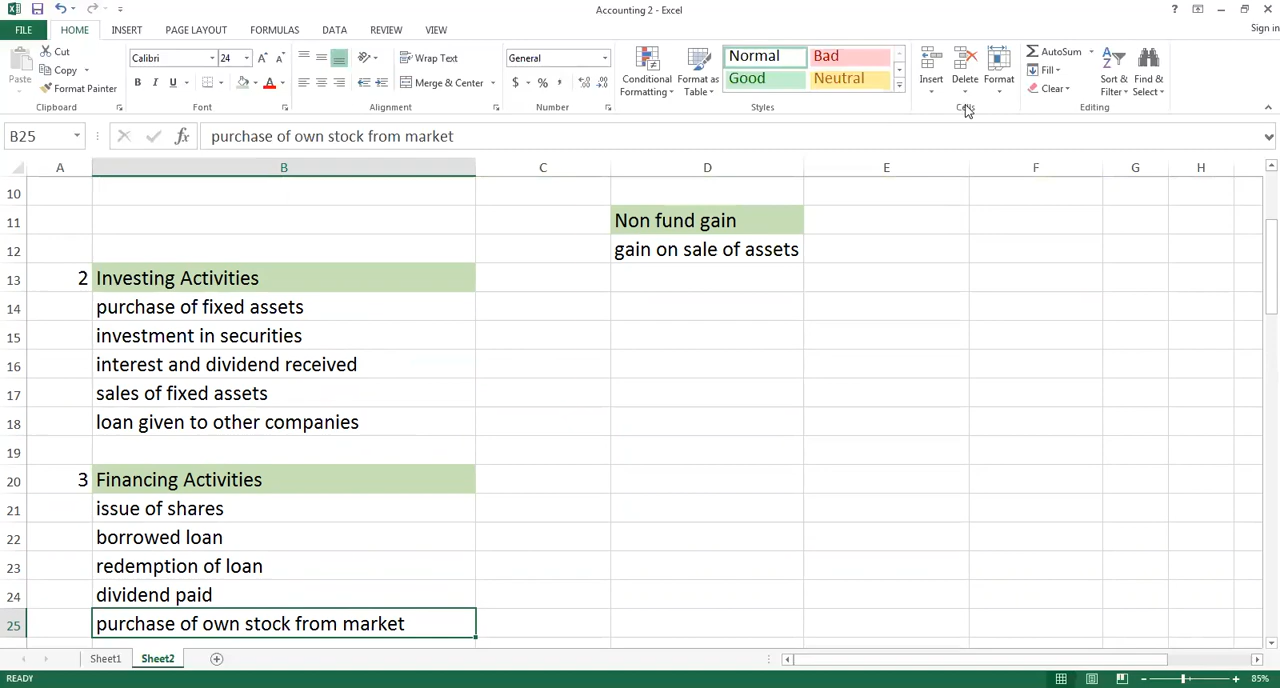 Accounting 2 - Excel
?
FILE HOME INSERT PAGE LAYOUT FORMULAS DATA REVIEW VIEW Sign in
Paste
Cut
Copy
Format Painter
Clipboard
Calibri 24
B I U
Font
Wrap Text
Merge & Center
Alignment
General
$ % ,
Number
Conditional Formatting
Format as Table
Normal Bad
Good Neutral
Styles
Insert Delete Format
Cells
AutoSum
Fill
Clear
Sort & Filter
Find & Select
Editing
B25 fx purchase of own stock from market
A B C D E F G H
10
11 Non fund gain
12 gain on sale of assets
13 2 Investing Activities
14 purchase of fixed assets
15 investment in securities
16 interest and dividend received
17 sales of fixed assets
18 loan given to other companies
19
20 3 Financing Activities
21 issue of shares
22 borrowed loan
23 redemption of loan
24 dividend paid
25 purchase of own stock from market
Sheet1 Sheet2
READY 85%